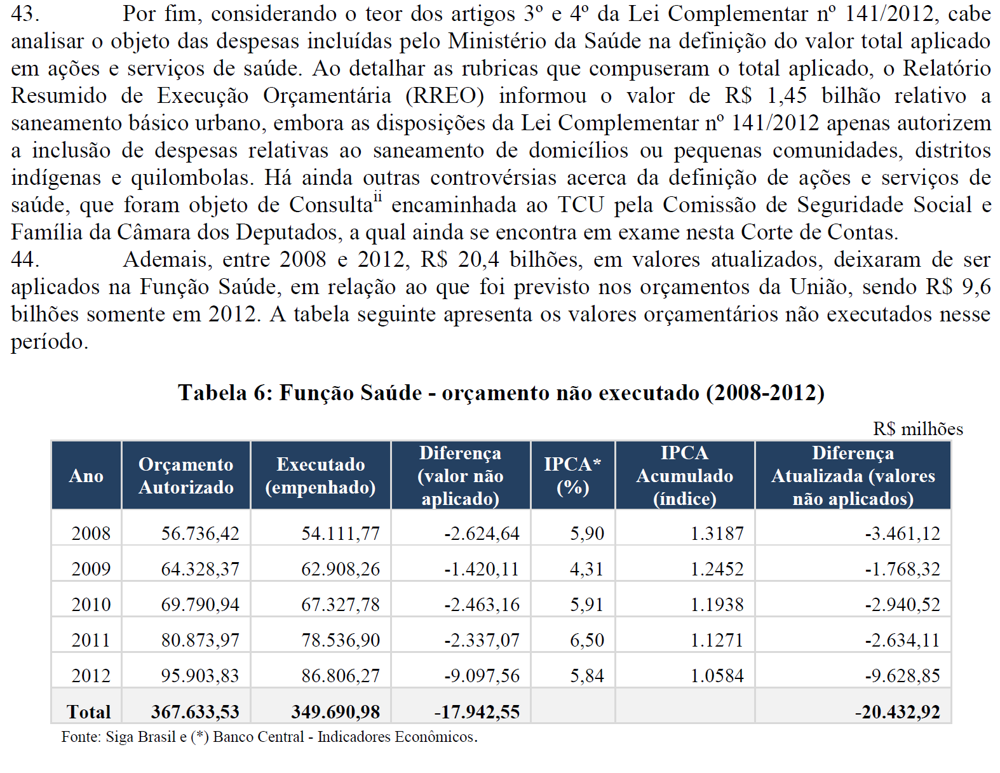 43. Por fim, considerando o teor dos artigos 3º e 4º da Lei Complementar nº 141/2012, cabe
analisar o objeto das despesas incluídas pelo Ministério da Saúde na definição do valor total aplicado
em ações e serviços de saúde. Ao detalhar as rubricas que compuseram o total aplicado, o Relatório
Resumido de Execução Orçamentária (RREO) informou o valor de R$ 1,45 bilhão relativo a
saneamento básico urbano, embora as disposições da Lei Complementar nº 141/2012 apenas autorizem
a inclusão de despesas relativas ao saneamento de domicílios ou pequenas comunidades, distritos
indígenas e quilombolas. Há ainda outras controvérsias acerca da definição de ações e serviços de
saúde, que foram objeto de Consultaii encaminhada ao TCU pela Comissão de Seguridade Social e
Família da Câmara dos Deputados, a qual ainda se encontra em exame nesta Corte de Contas.
44. Ademais, entre 2008 e 2012, R$ 20,4 bilhões, em valores atualizados, deixaram de ser
aplicados na Função Saúde, em relação ao que foi previsto nos orçamentos da União, sendo R$ 9,6
bilhões somente em 2012. A tabela seguinte apresenta os valores orçamentários não executados nesse
período.
Tabela 6: Função Saúde - orçamento não executado (2008-2012)
R$ milhões
Ano Orçamento Autorizado Executado (empenhado) Diferença (valor não aplicado) IPCA* (%) IPCA Acumulado (índice) Diferença Atualizada (valores não aplicados)
2008 56.736,42 54.111,77 -2.624,64 5,90 1.3187 -3.461,12
2009 64.328,37 62.908,26 -1.420,11 4,31 1.2452 -1.768,32
2010 69.790,94 67.327,78 -2.463,16 5,91 1.1938 -2.940,52
2011 80.873,97 78.536,90 -2.337,07 6,50 1.1271 -2.634,11
2012 95.903,83 86.806,27 -9.097,56 5,84 1.0584 -9.628,85
Total 367.633,53 349.690,98 -17.942,55 -20.432,92
Fonte: Siga Brasil e (*) Banco Central - Indicadores Econômicos.